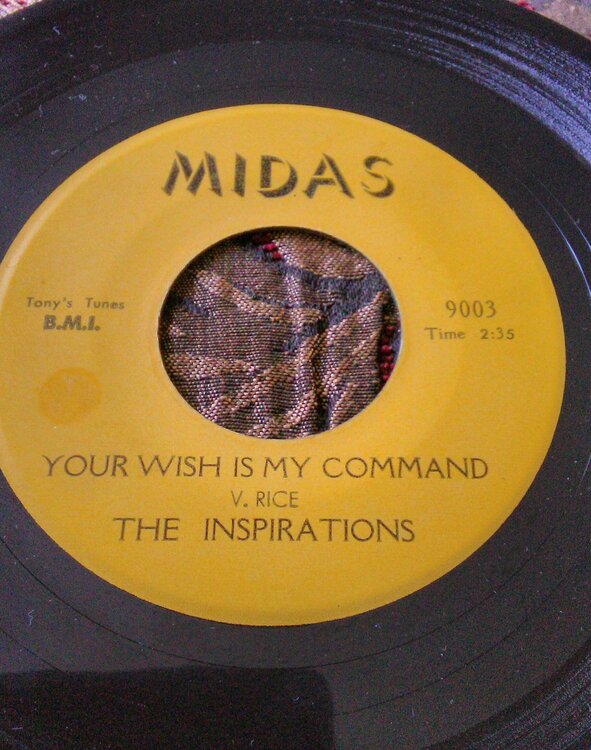 MIDAS
Tony's Tunes
B.M.I.
9003
Time 2:35
YOUR WISH IS MY COMMAND
V. RICE
THE INSPIRATIONS